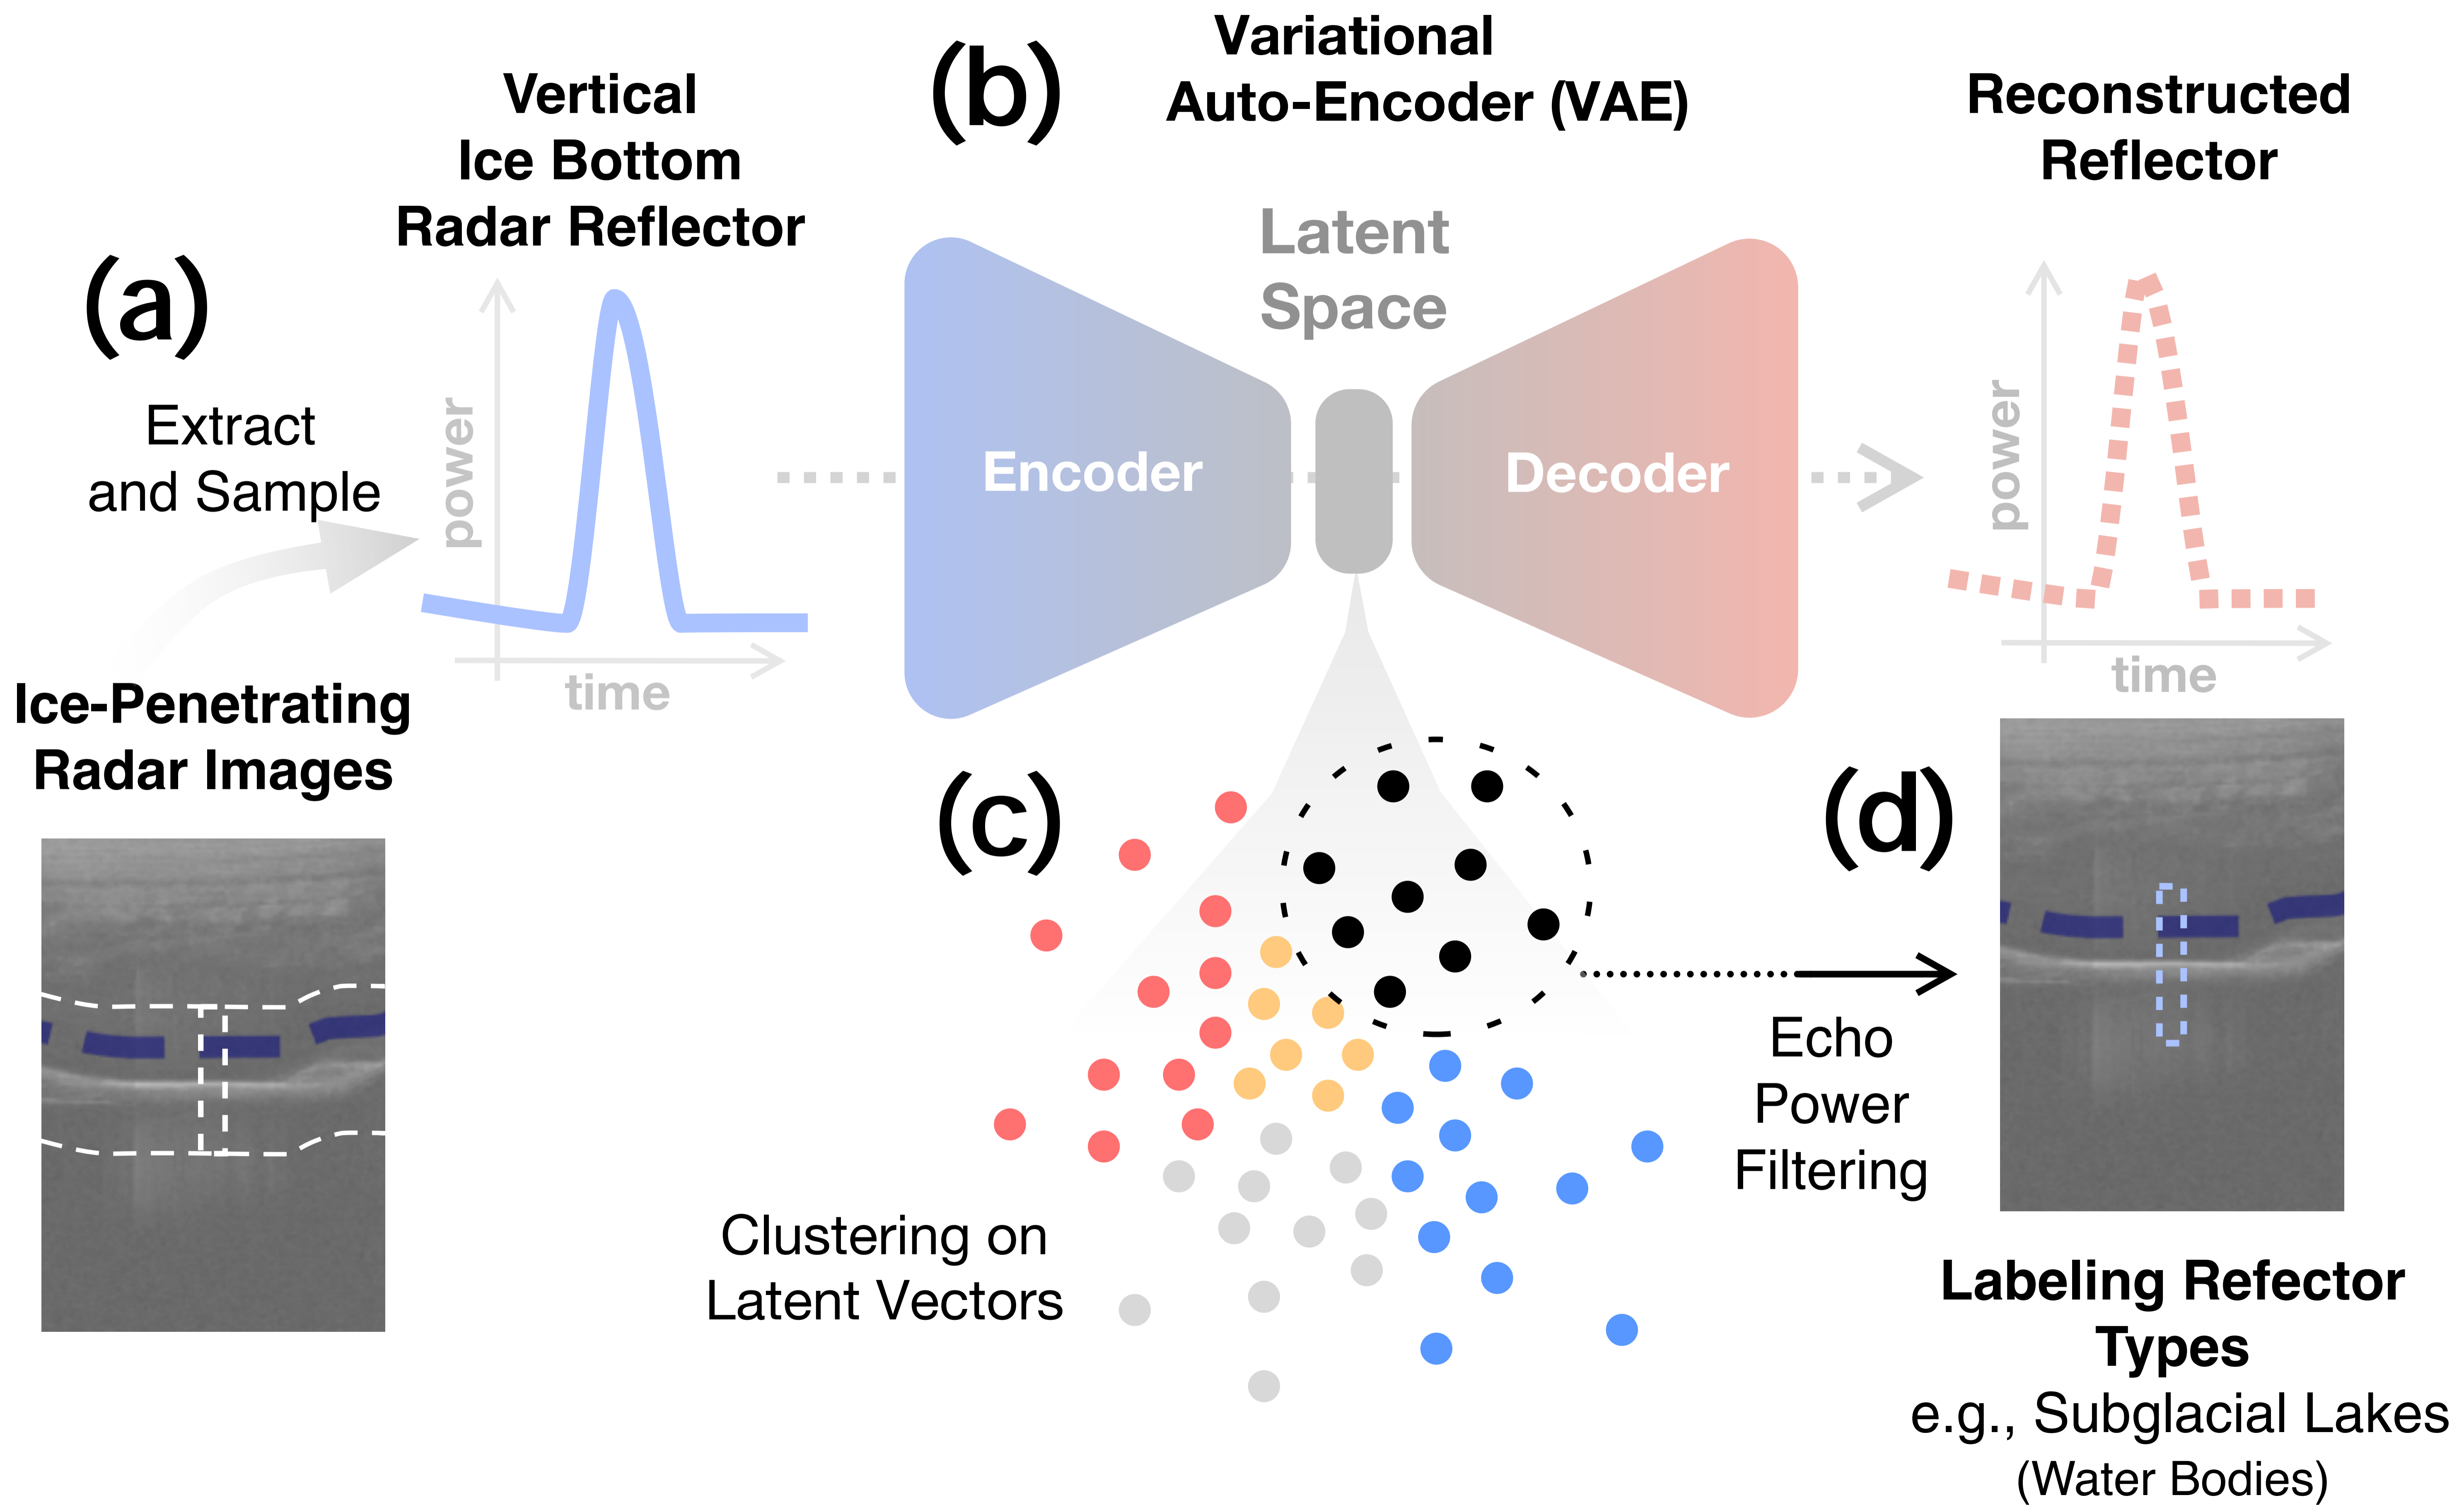 (a)
Extract
and Sample
Ice-Penetrating
Radar Images
Vertical
Ice Bottom
Radar Reflector
power
time
(b)
Variational
Auto-Encoder (VAE)
Latent
Space
Encoder
Decoder
Reconstructed
Reflector
power
time
(c)
Clustering on
Latent Vectors
(d)
Echo
Power
Filtering
Labeling Refector
Types
e.g., Subglacial Lakes
(Water Bodies)